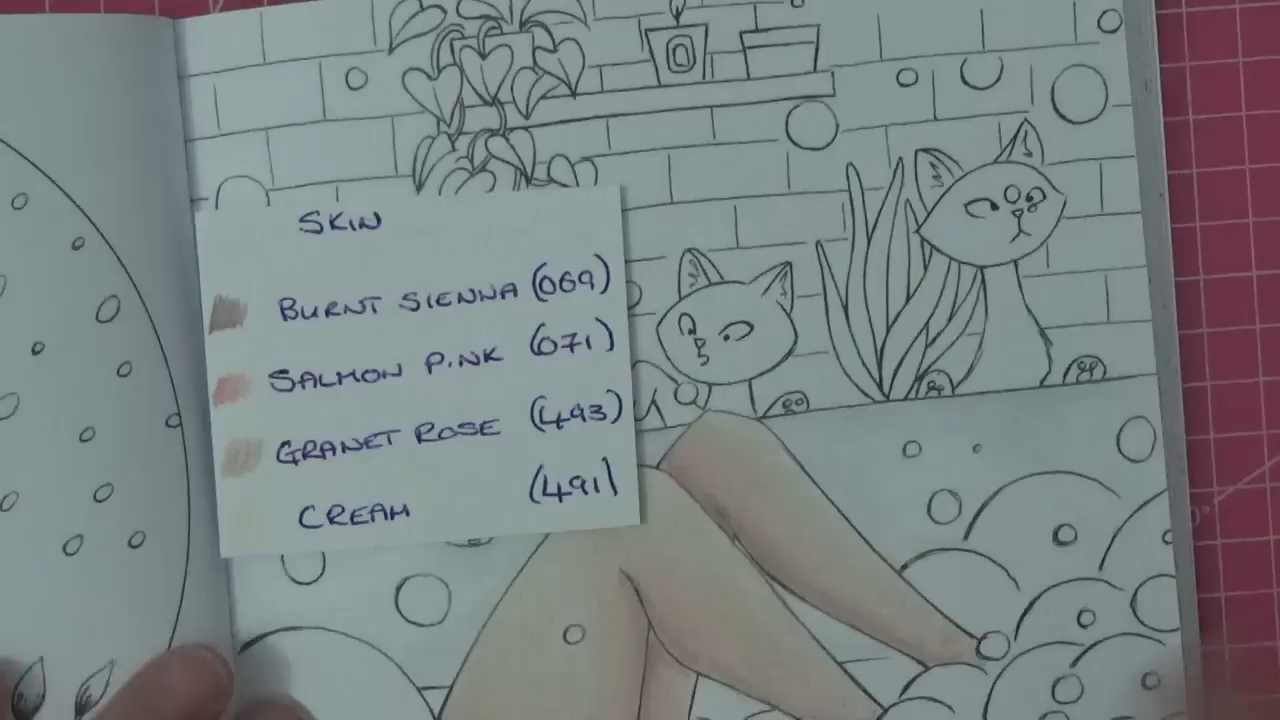 SKIN
BURNT SIENNA (069)
SALMON PINK (071)
GRANET ROSE (493)
CREAM (491)